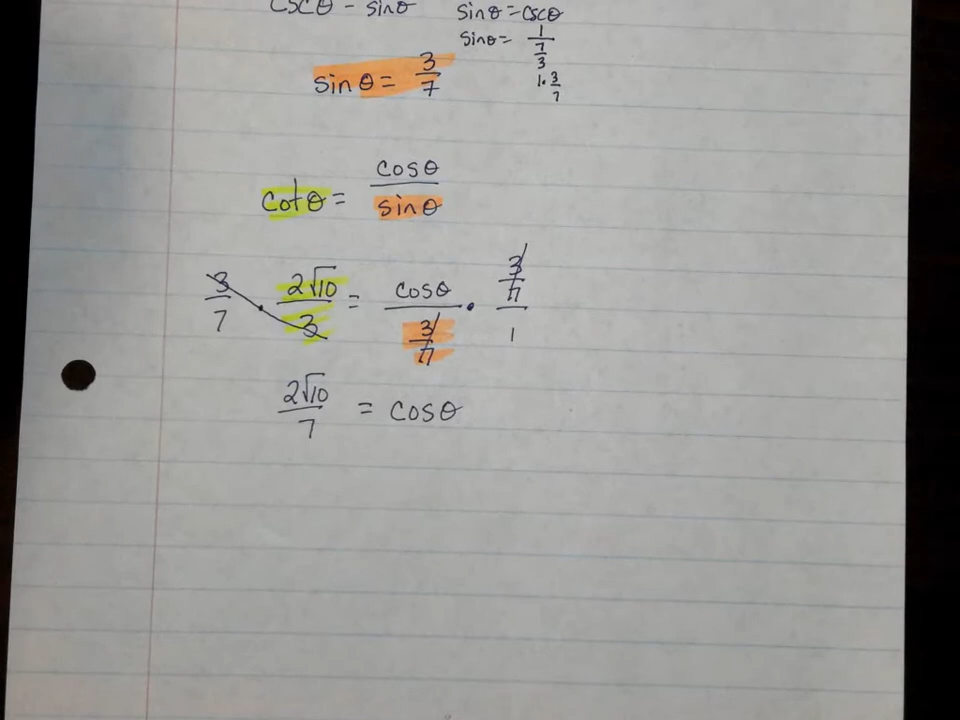 cscθ - sinθ
sinθ = cscθ
sinθ = 1 / 7/3
1 · 3/7
sinθ = 3/7
cotθ = cosθ / sinθ
3/7 · 2√10/3 = cosθ / 3/7 · 3/7 / 1
2√10/7 = cosθ